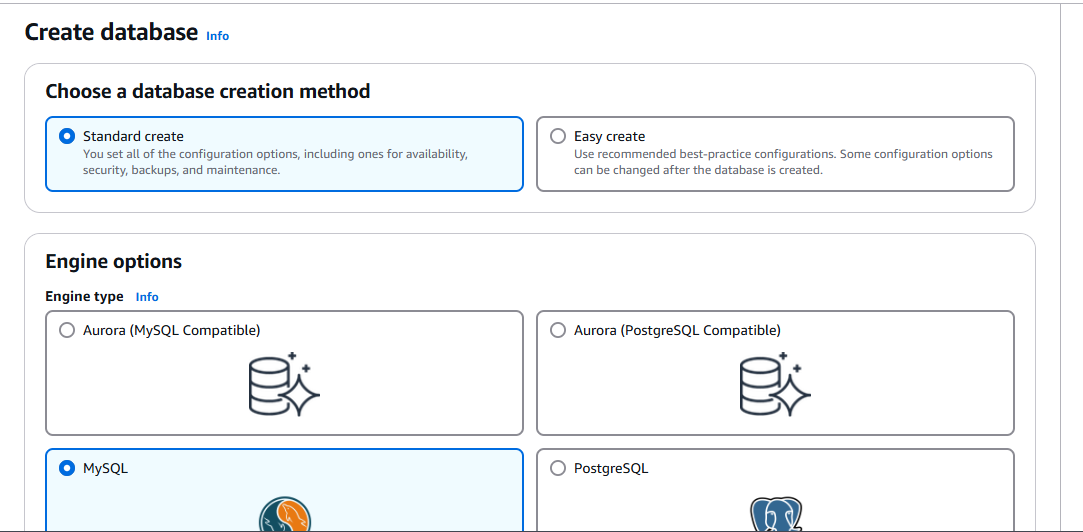 Create database Info
Choose a database creation method
Standard create
You set all of the configuration options, including ones for availability,
security, backups, and maintenance.
Easy create
Use recommended best-practice configurations. Some configuration options
can be changed after the database is created.
Engine options
Engine type Info
Aurora (MySQL Compatible)
Aurora (PostgreSQL Compatible)
MySQL
PostgreSQL